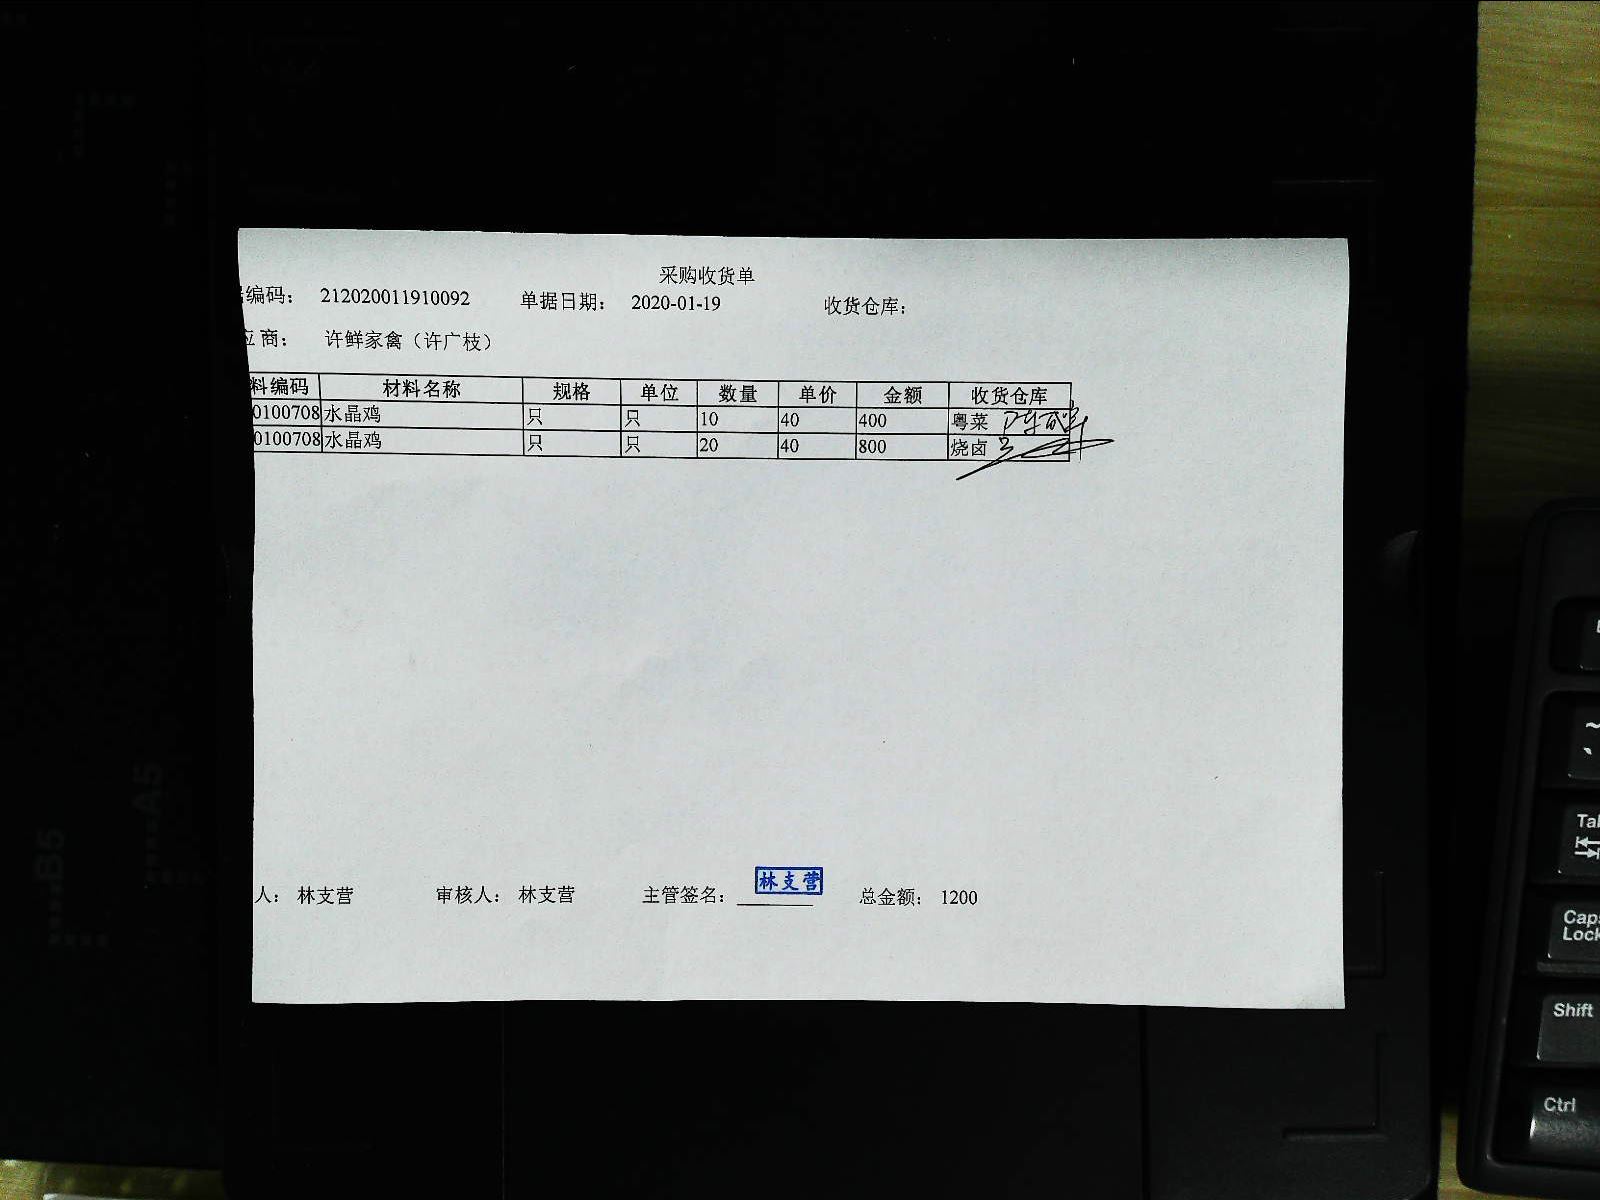 采购收货单
编码： 212020011910092 单据日期： 2020-01-19 收货仓库：
应 商： 许鲜家禽（许广枝）
料编码 材料名称 规格 单位 数量 单价 金额 收货仓库
0100708 水晶鸡 只 只 10 40 400 粤菜
0100708 水晶鸡 只 只 20 40 800 烧卤
人： 林支营 审核人： 林支营 主管签名： 林支营 总金额： 1200
A5
B5
Tab
Caps
Lock
Shift
Ctrl